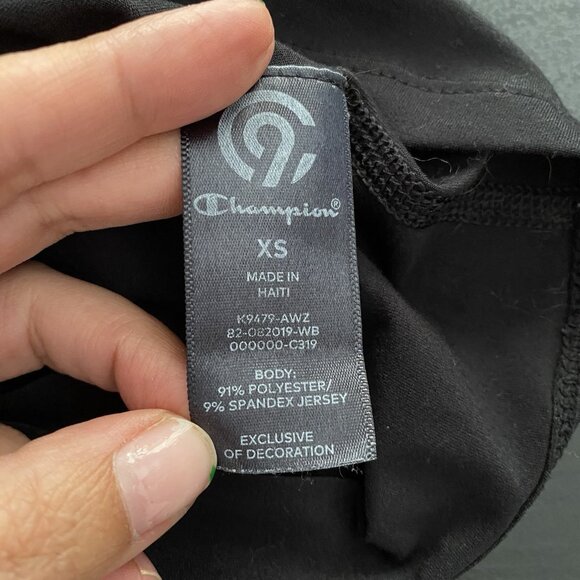 C9
Champion®
XS
MADE IN
HAITI
K9479-AWZ
82-082019-WB
000000-C319
BODY:
91% POLYESTER/
9% SPANDEX JERSEY
EXCLUSIVE
OF DECORATION